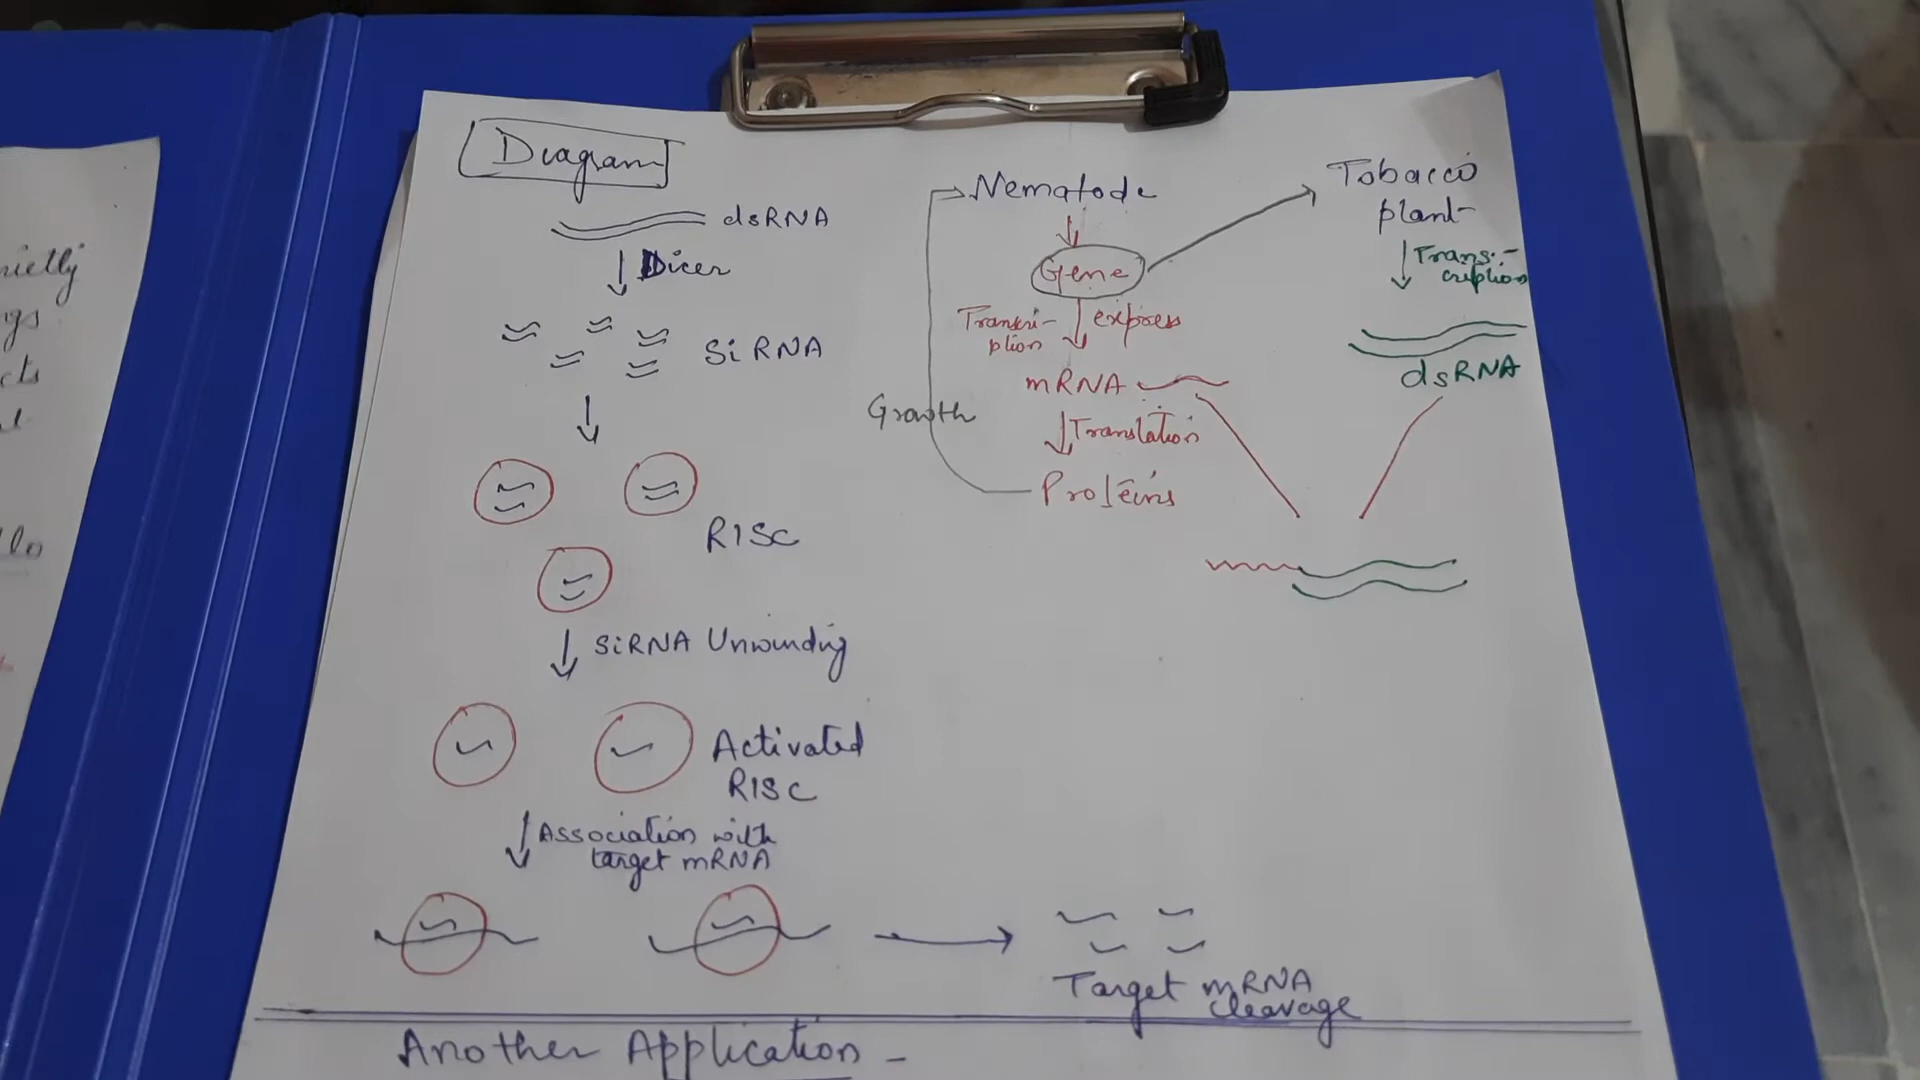 Diagram
dsRNA
Dicer
SiRNA
RISC
SiRNA Unwinding
Activated
RISC
Association with
target mRNA
Target mRNA
cleavage
Nematode
Gene
Transcri-
ption
express
mRNA
Translation
Proteins
Growth
Tobacco
plant
Trans-
cription
dsRNA
Another Application -